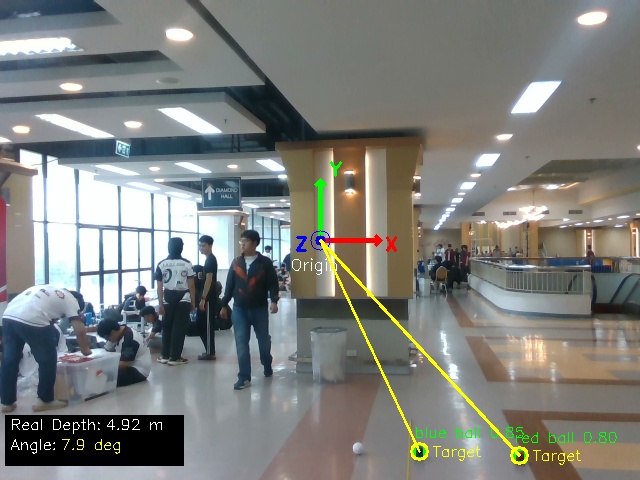 DIAMOND
HALL
Y
Z
X
Origin
blue ball 0.85
red ball 0.80
Target
Target
Real Depth: 4.92 m
Angle: 7.9 deg